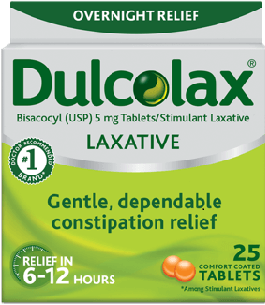 OVERNIGHT RELIEF
Dulcolax®
Bisacocyl (USP) 5 mg Tablets/Stimulant Laxative
LAXATIVE
DOCTOR RECOMMENDED
#1
BRAND*
Gentle, dependable
constipation relief
RELIEF IN
6-12 HOURS
25
COMFORT COATED
TABLETS
*Among Stimulant Laxatives